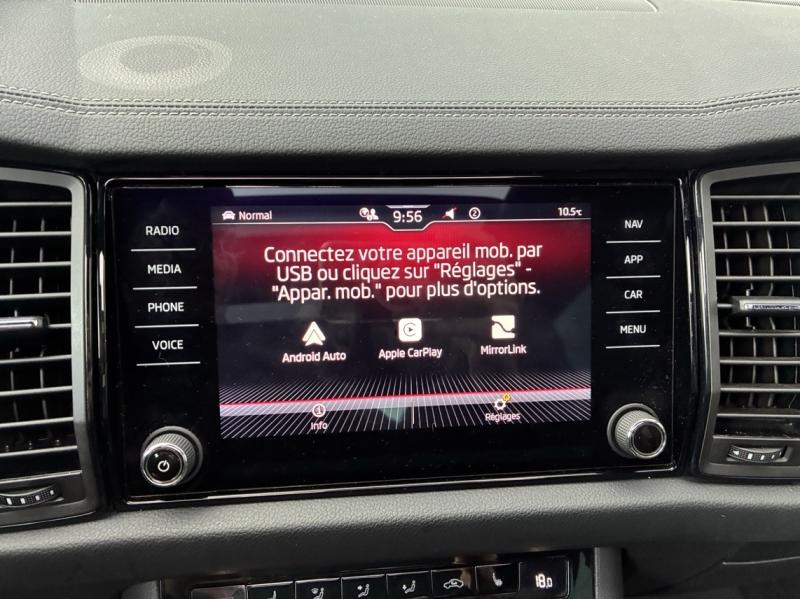 RADIO
MEDIA
PHONE
VOICE
Normal 9:56 2 10.5°C
Connectez votre appareil mob. par
USB ou cliquez sur "Réglages" -
"Appar. mob." pour plus d'options.
Android Auto Apple CarPlay MirrorLink
Info Réglages
NAV
APP
CAR
MENU
18.0